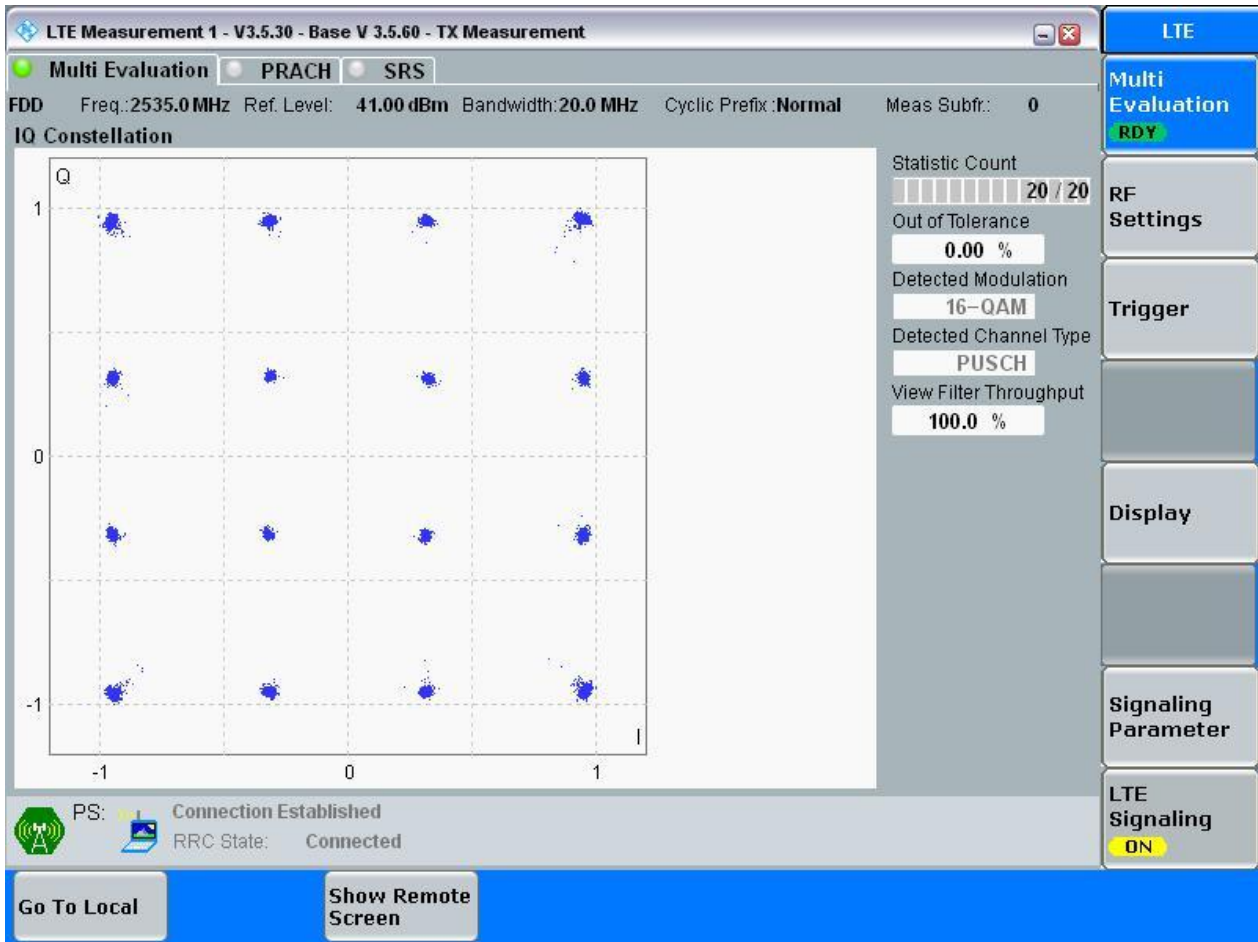 LTE Measurement 1 - V3.5.30 - Base V 3.5.60 - TX Measurement
LTE
Multi Evaluation PRACH SRS
FDD Freq.:2535.0 MHz Ref. Level: 41.00 dBm Bandwidth:20.0 MHz Cyclic Prefix :Normal Meas Subfr.: 0
IQ Constellation
Q
1
0
-1
-1 0 1
I
Statistic Count
20 / 20
Out of Tolerance
0.00 %
Detected Modulation
16-QAM
Detected Channel Type
PUSCH
View Filter Throughput
100.0 %
Multi
Evaluation
RDY
RF
Settings
Trigger
Display
Signaling
Parameter
LTE
Signaling
ON
PS: Connection Established
RRC State: Connected
Go To Local
Show Remote
Screen